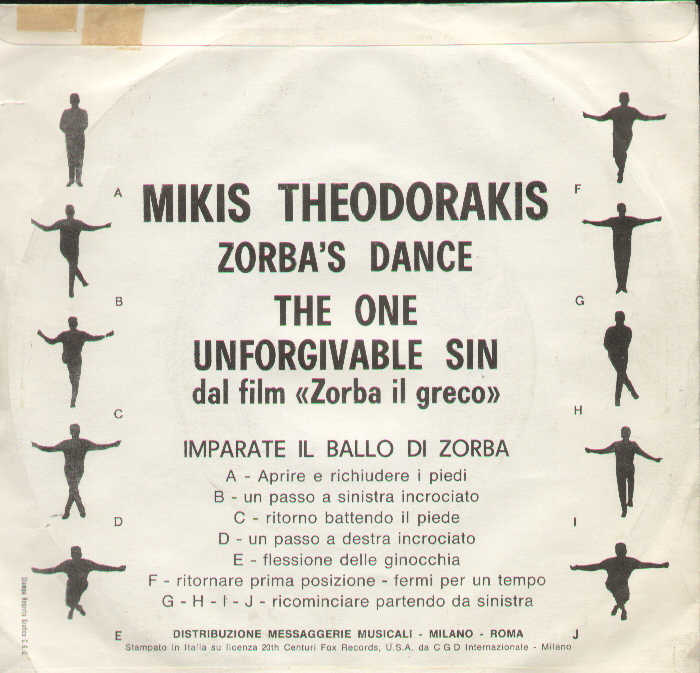 A
MIKIS THEODORAKIS
F
ZORBA'S DANCE
B
THE ONE
G
UNFORGIVABLE SIN
dal film «Zorba il greco»
C
H
IMPARATE IL BALLO DI ZORBA
A - Aprire e richiudere i piedi
B - un passo a sinistra incrociato
C - ritorno battendo il piede
D
I
D - un passo a destra incrociato
E - flessione delle ginocchia
F - ritornare prima posizione - fermi per un tempo
G - H - I - J - ricominciare partendo da sinistra
E
DISTRIBUZIONE MESSAGGERIE MUSICALI - MILANO - ROMA
J
Stampato in Italia su licenza 20th Centuri Fox Records, U.S.A. da C G D Internazionale - Milano